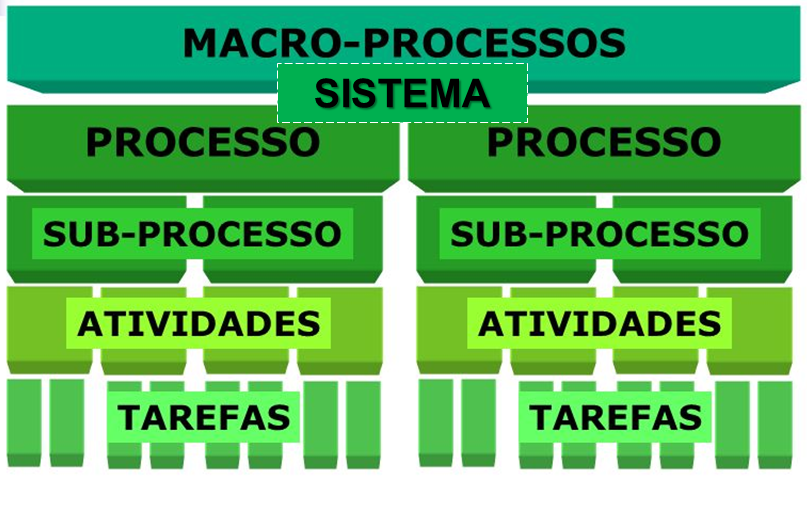 MACRO-PROCESSOS
SISTEMA
PROCESSO PROCESSO
SUB-PROCESSO SUB-PROCESSO
ATIVIDADES ATIVIDADES
TAREFAS TAREFAS